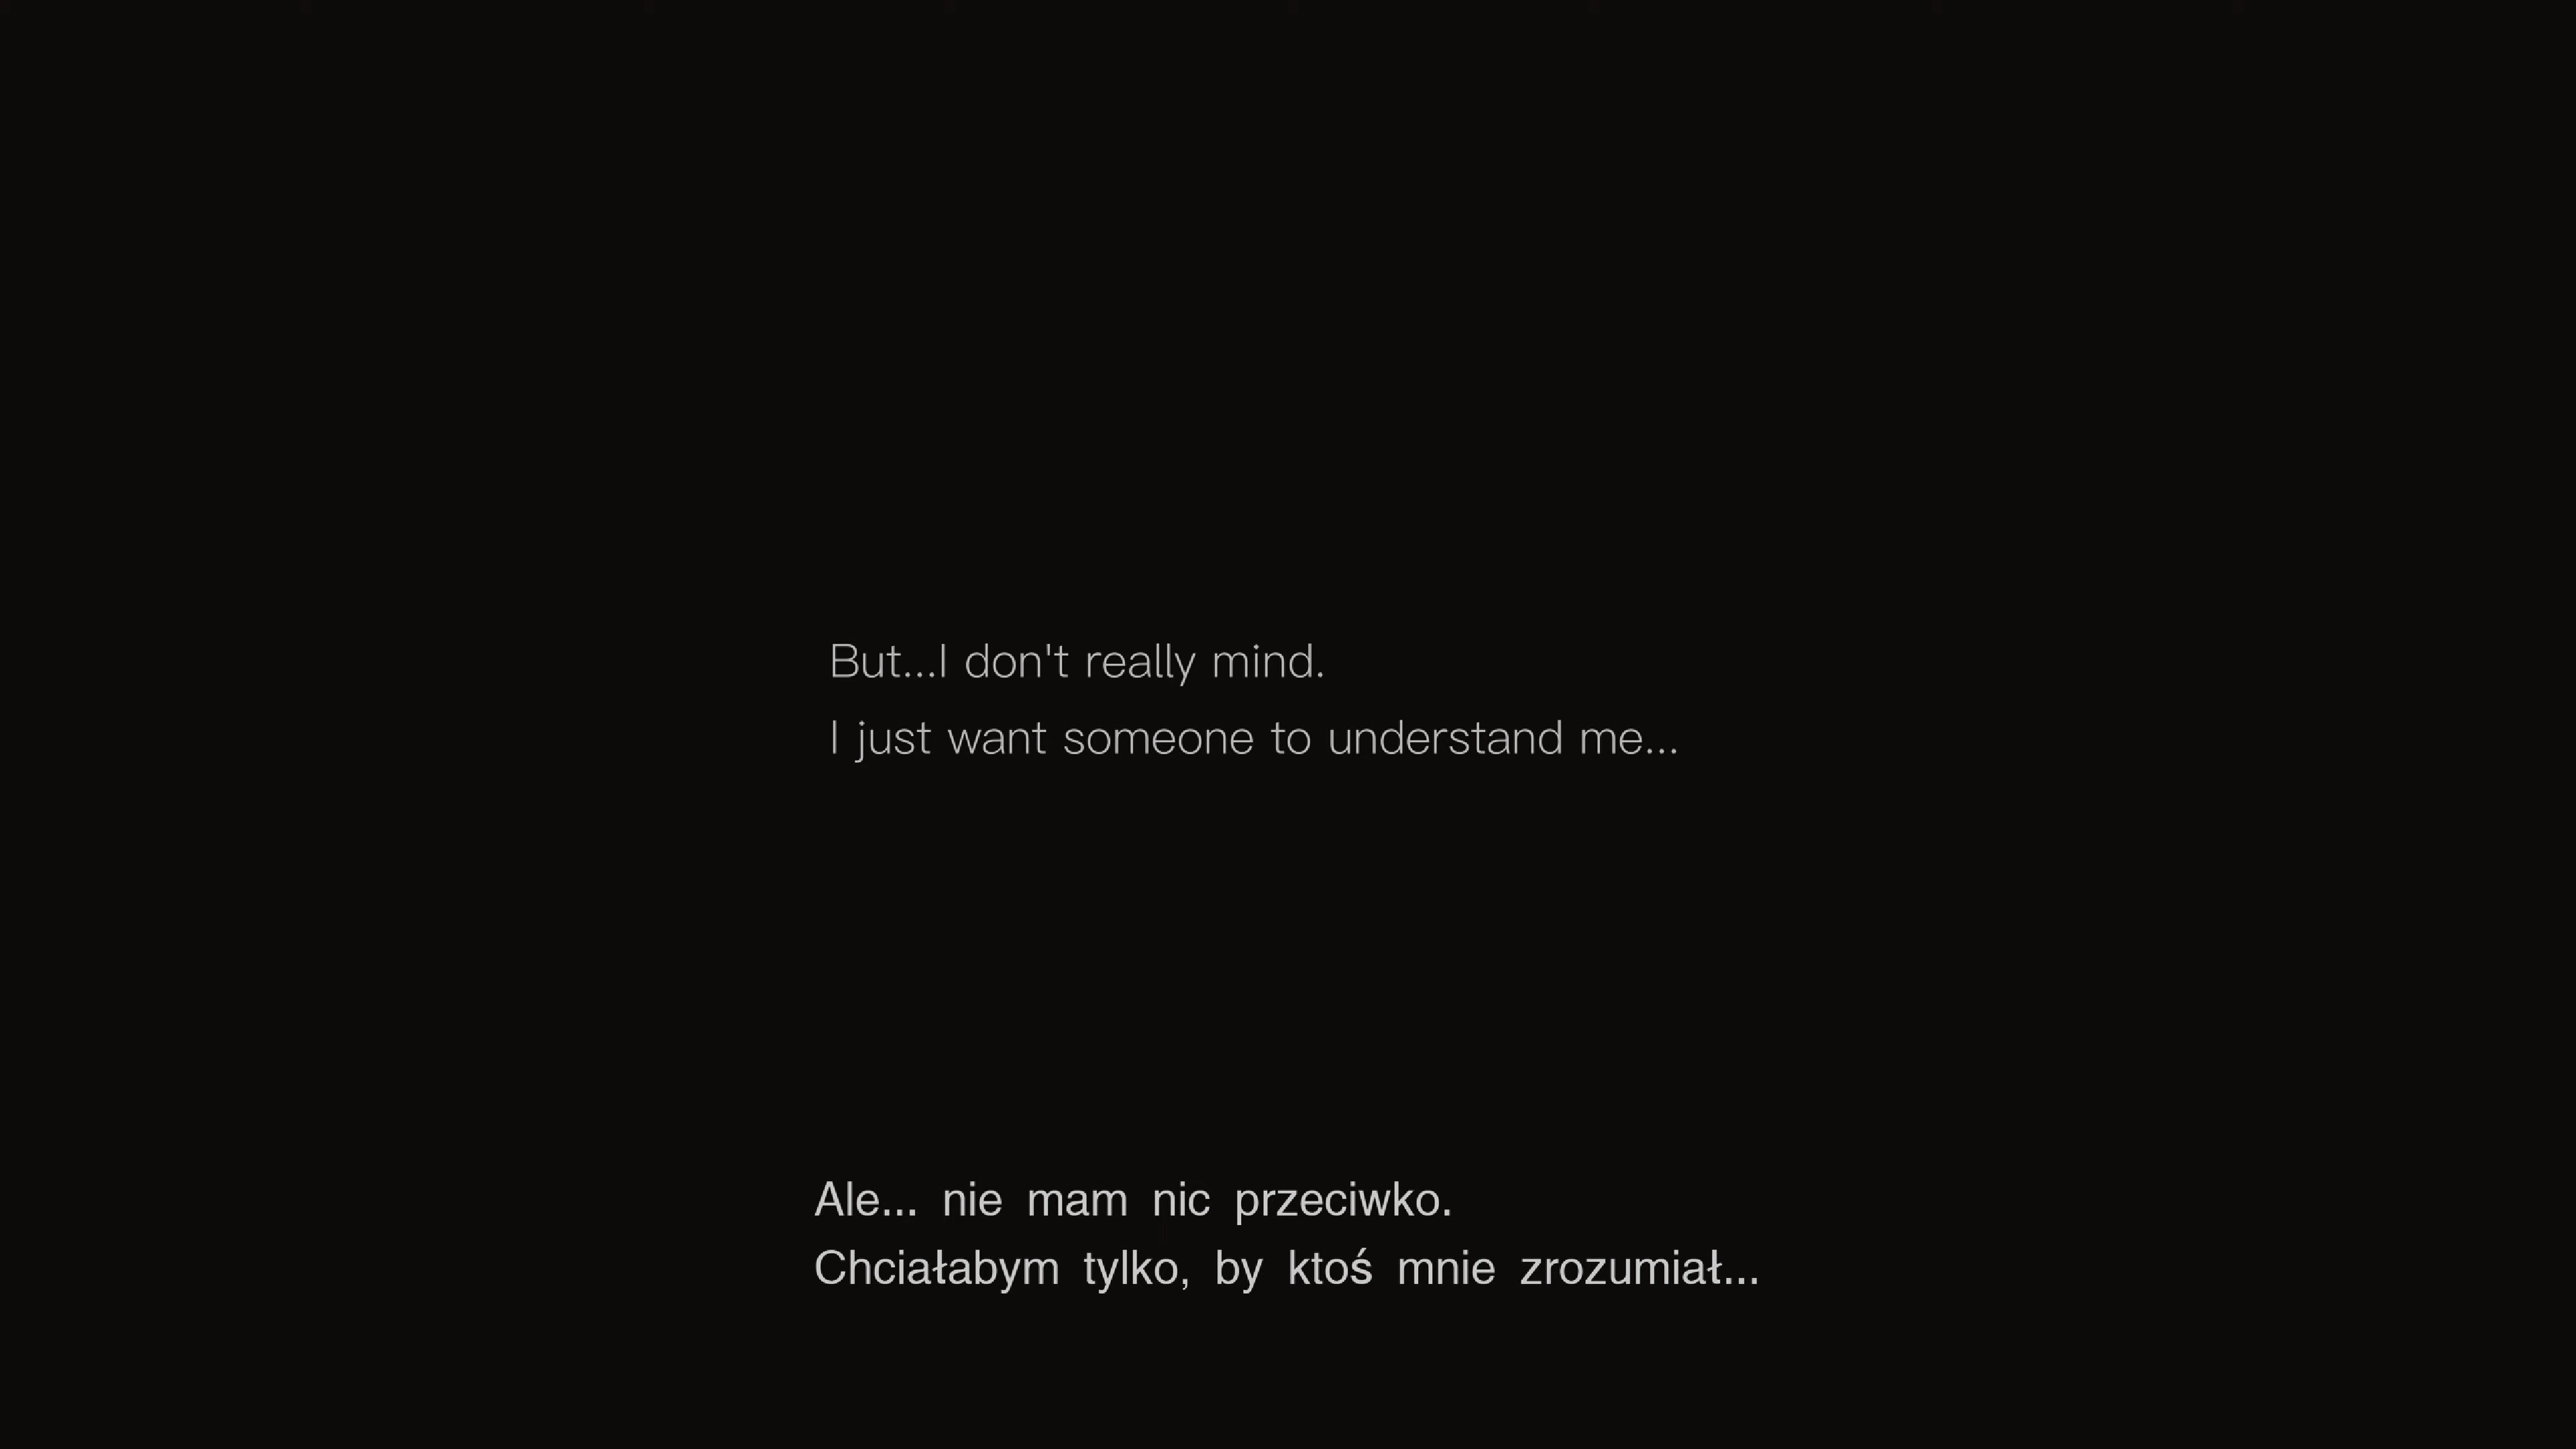 But...I don't really mind.
I just want someone to understand me...
Ale... nie mam nic przeciwko.
Chciałabym tylko, by ktoś mnie zrozumiał...